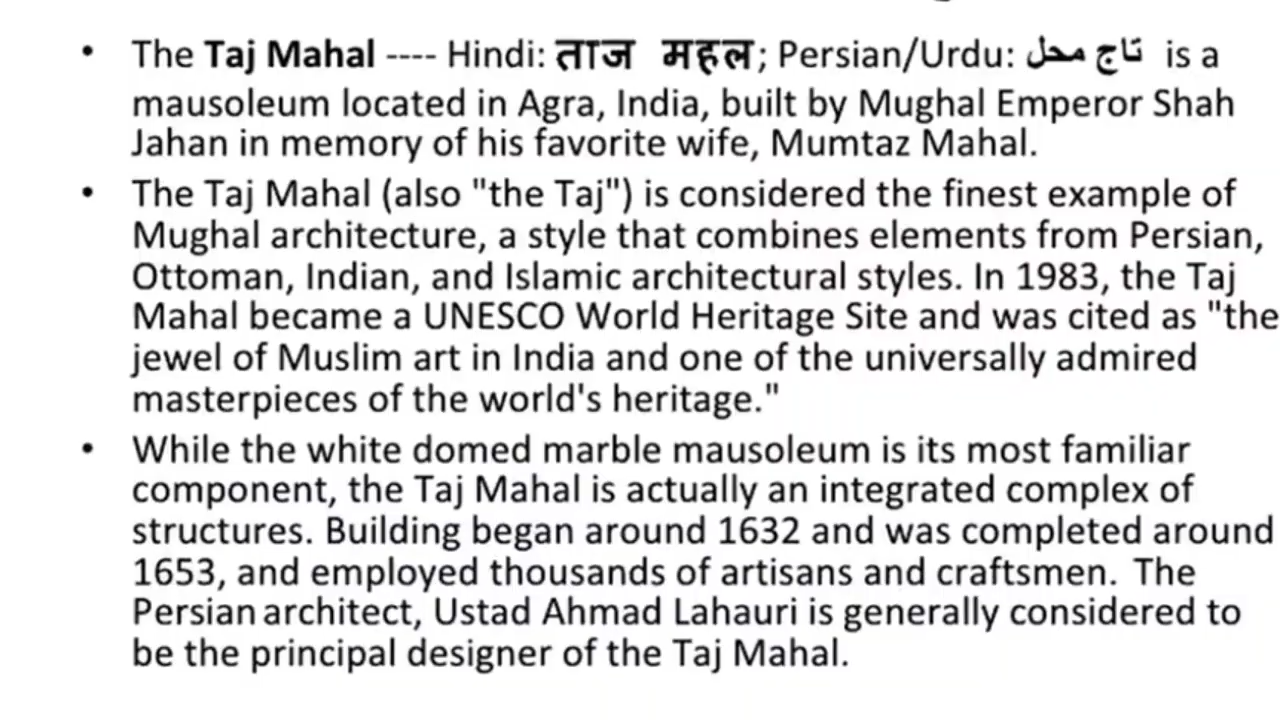 • The Taj Mahal ---- Hindi: ताज महल; Persian/Urdu: تاج محل is a
mausoleum located in Agra, India, built by Mughal Emperor Shah
Jahan in memory of his favorite wife, Mumtaz Mahal.
• The Taj Mahal (also "the Taj") is considered the finest example of
Mughal architecture, a style that combines elements from Persian,
Ottoman, Indian, and Islamic architectural styles. In 1983, the Taj
Mahal became a UNESCO World Heritage Site and was cited as "the
jewel of Muslim art in India and one of the universally admired
masterpieces of the world's heritage."
• While the white domed marble mausoleum is its most familiar
component, the Taj Mahal is actually an integrated complex of
structures. Building began around 1632 and was completed around
1653, and employed thousands of artisans and craftsmen. The
Persian architect, Ustad Ahmad Lahauri is generally considered to
be the principal designer of the Taj Mahal.